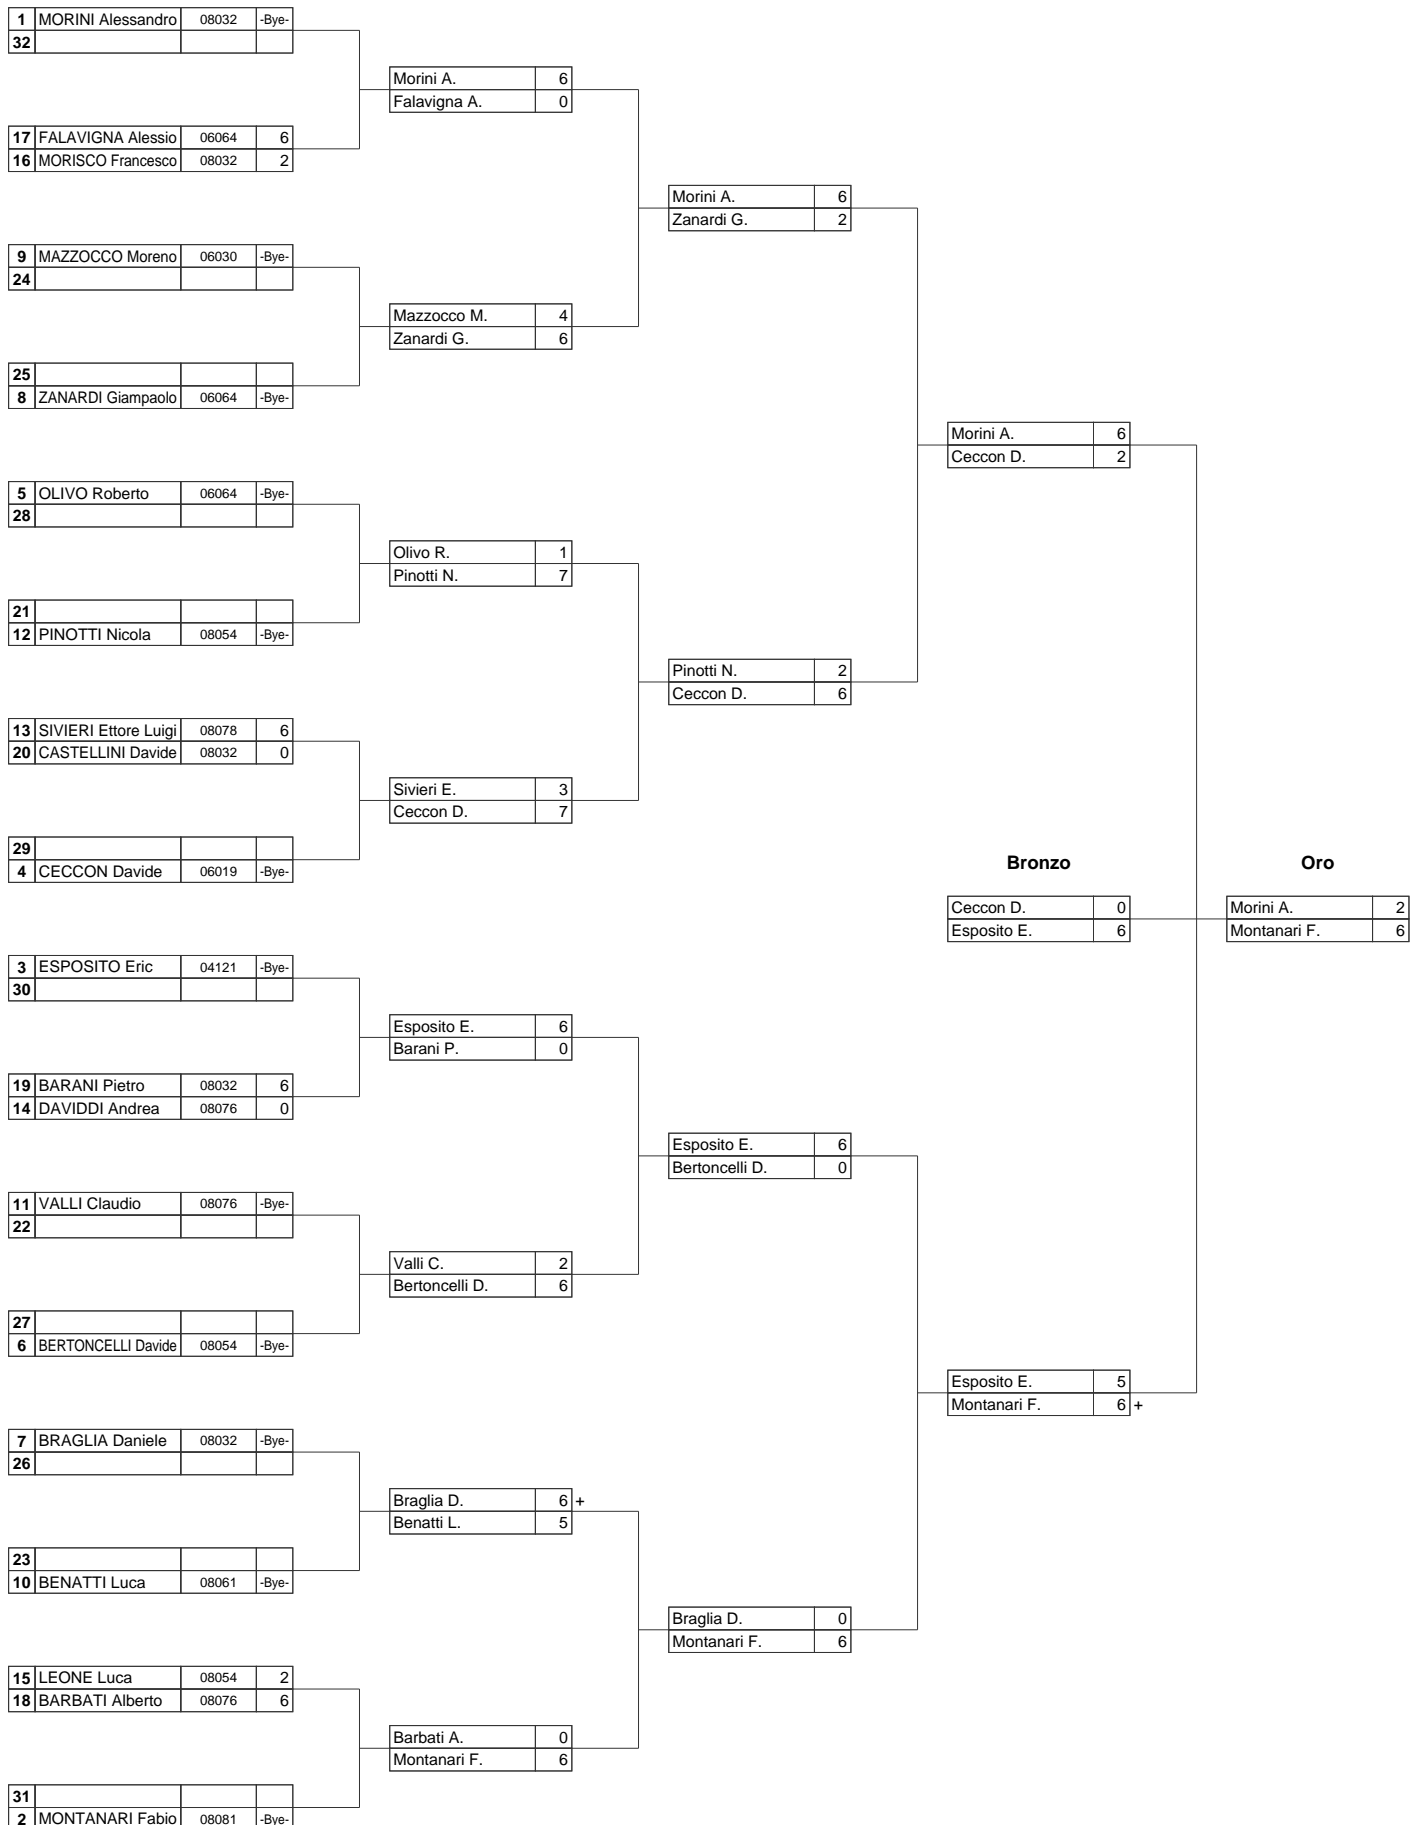 1 MORINI Alessandro 08032 -Bye-
32
Morini A. 6
Falavigna A. 0
17 FALAVIGNA Alessio 06064 6
16 MORISCO Francesco 08032 2
Morini A. 6
Zanardi G. 2
9 MAZZOCCO Moreno 06030 -Bye-
24
Mazzocco M. 4
Zanardi G. 6
25
8 ZANARDI Giampaolo 06064 -Bye-
Morini A. 6
Ceccon D. 2
5 OLIVO Roberto 06064 -Bye-
28
Olivo R. 1
Pinotti N. 7
21
12 PINOTTI Nicola 08054 -Bye-
Pinotti N. 2
Ceccon D. 6
13 SIVIERI Ettore Luigi 08078 6
20 CASTELLINI Davide 08032 0
Sivieri E. 3
Ceccon D. 7
29
4 CECCON Davide 06019 -Bye-
Bronzo Oro
Ceccon D. 0 Morini A. 2
Esposito E. 6 Montanari F. 6
3 ESPOSITO Eric 04121 -Bye-
30
Esposito E. 6
Barani P. 0
19 BARANI Pietro 08032 6
14 DAVIDDI Andrea 08076 0
Esposito E. 6
Bertoncelli D. 0
11 VALLI Claudio 08076 -Bye-
22
Valli C. 2
Bertoncelli D. 6
27
6 BERTONCELLI Davide 08054 -Bye-
Esposito E. 5
Montanari F. 6 +
7 BRAGLIA Daniele 08032 -Bye-
26
Braglia D. 6 +
Benatti L. 5
23
10 BENATTI Luca 08061 -Bye-
Braglia D. 0
Montanari F. 6
15 LEONE Luca 08054 2
18 BARBATI Alberto 08076 6
Barbati A. 0
Montanari F. 6
31
2 MONTANARI Fabio 08081 -Bye-